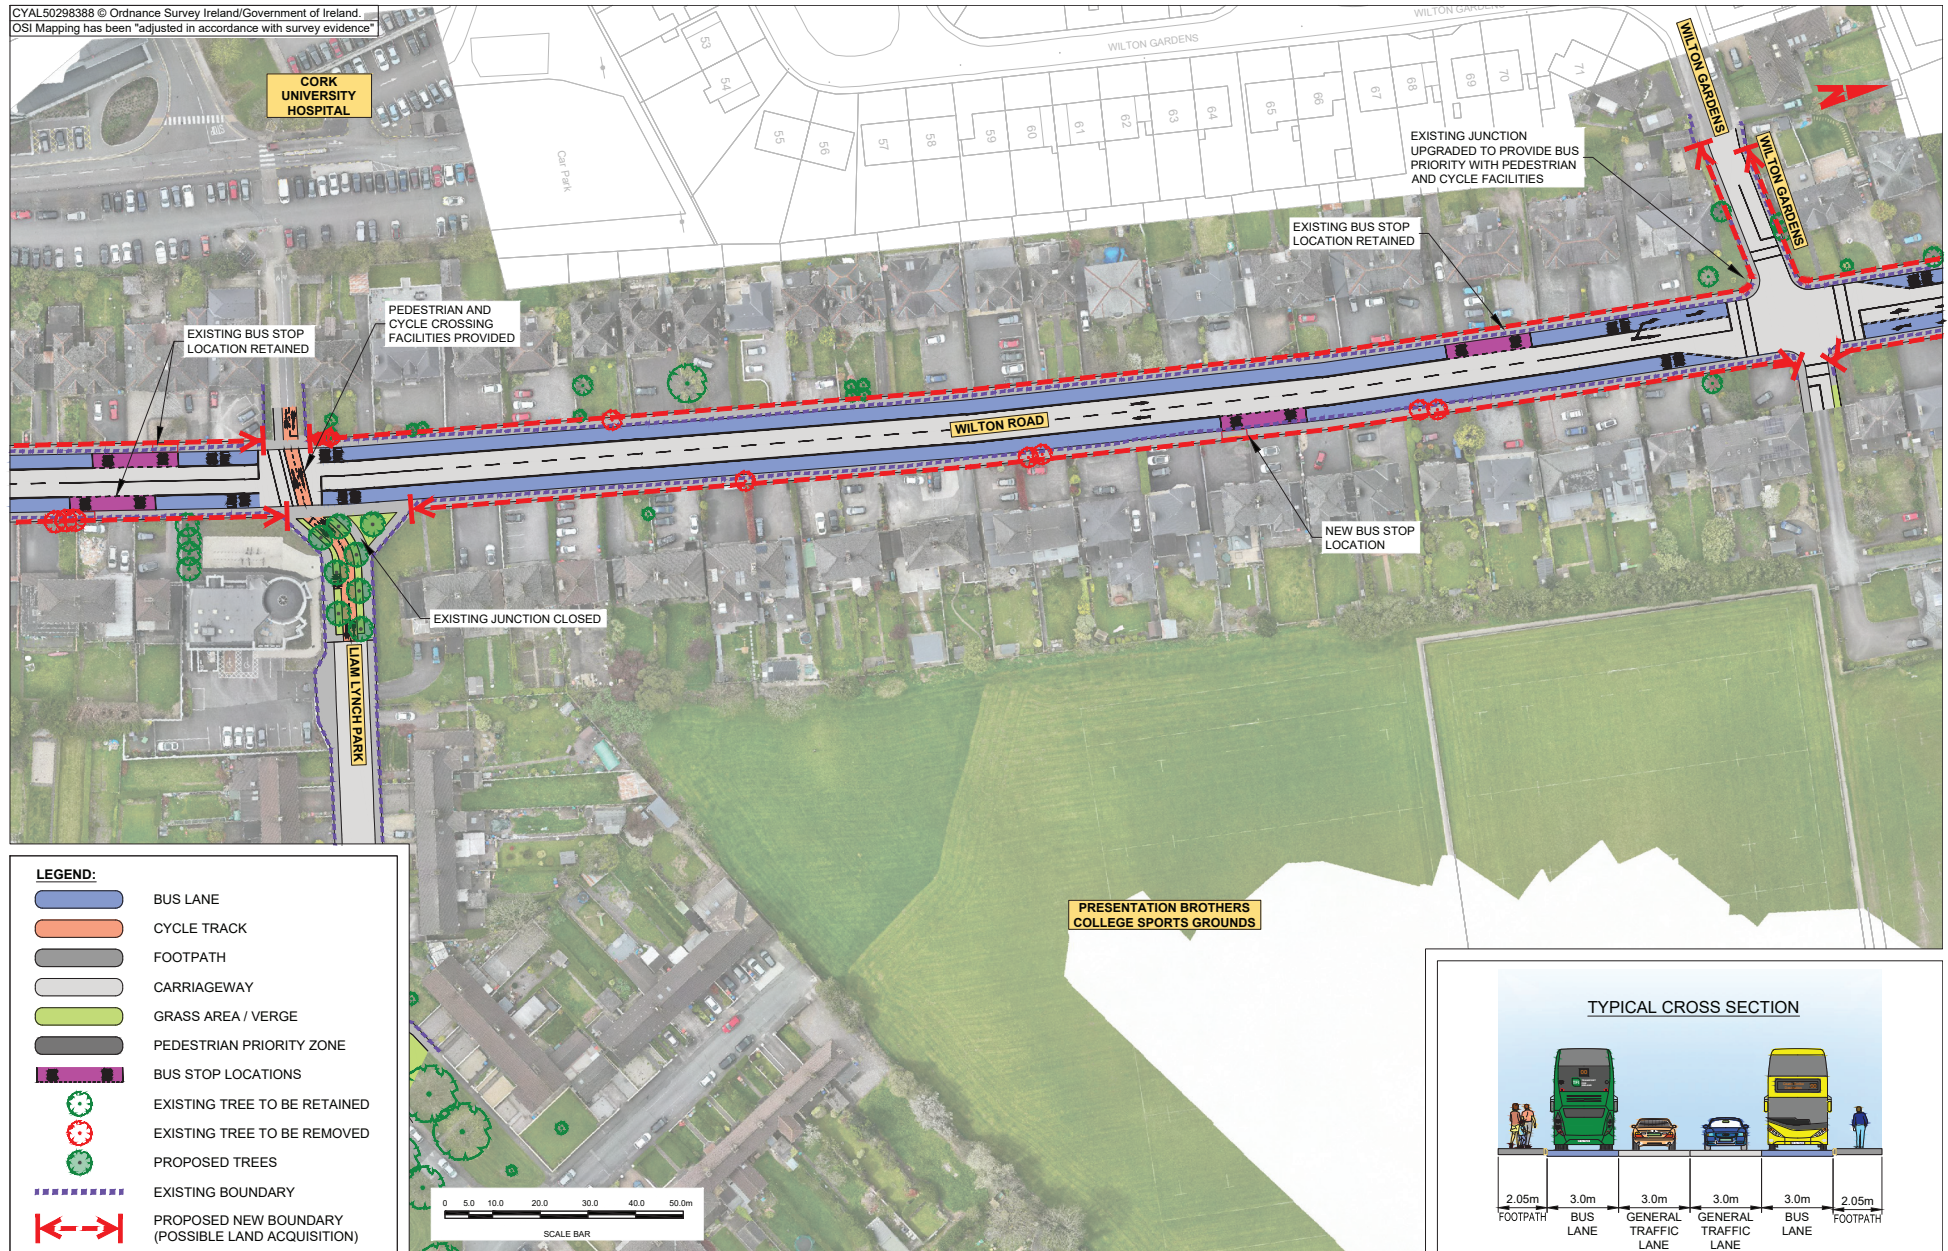 CYAL50298388 © Ordnance Survey Ireland/Government of Ireland.
OSI Mapping has been "adjusted in accordance with survey evidence"
CORK
UNIVERSITY
HOSPITAL
Car Park
53
54
55
56
57
58
59
60
61
62
63
64
65
66
67
68
69
70
71
WILTON GARDENS
WILTON GARDENS
WILTON GARDENS
WILTON GARDENS
N
EXISTING JUNCTION
UPGRADED TO PROVIDE BUS
PRIORITY WITH PEDESTRIAN
AND CYCLE FACILITIES
EXISTING BUS STOP
LOCATION RETAINED
PEDESTRIAN AND
CYCLE CROSSING
FACILITIES PROVIDED
EXISTING BUS STOP
LOCATION RETAINED
WILTON ROAD
NEW BUS STOP
LOCATION
EXISTING JUNCTION CLOSED
LIAM LYNCH PARK
PRESENTATION BROTHERS
COLLEGE SPORTS GROUNDS
LEGEND:
BUS LANE
CYCLE TRACK
FOOTPATH
CARRIAGEWAY
GRASS AREA / VERGE
PEDESTRIAN PRIORITY ZONE
BUS STOP LOCATIONS
EXISTING TREE TO BE RETAINED
EXISTING TREE TO BE REMOVED
PROPOSED TREES
EXISTING BOUNDARY
PROPOSED NEW BOUNDARY
(POSSIBLE LAND ACQUISITION)
0 5.0 10.0 20.0 30.0 40.0 50.0m
SCALE BAR
TYPICAL CROSS SECTION
2.05m 3.0m 3.0m 3.0m 3.0m 2.05m
FOOTPATH BUS LANE GENERAL TRAFFIC LANE GENERAL TRAFFIC LANE BUS LANE FOOTPATH